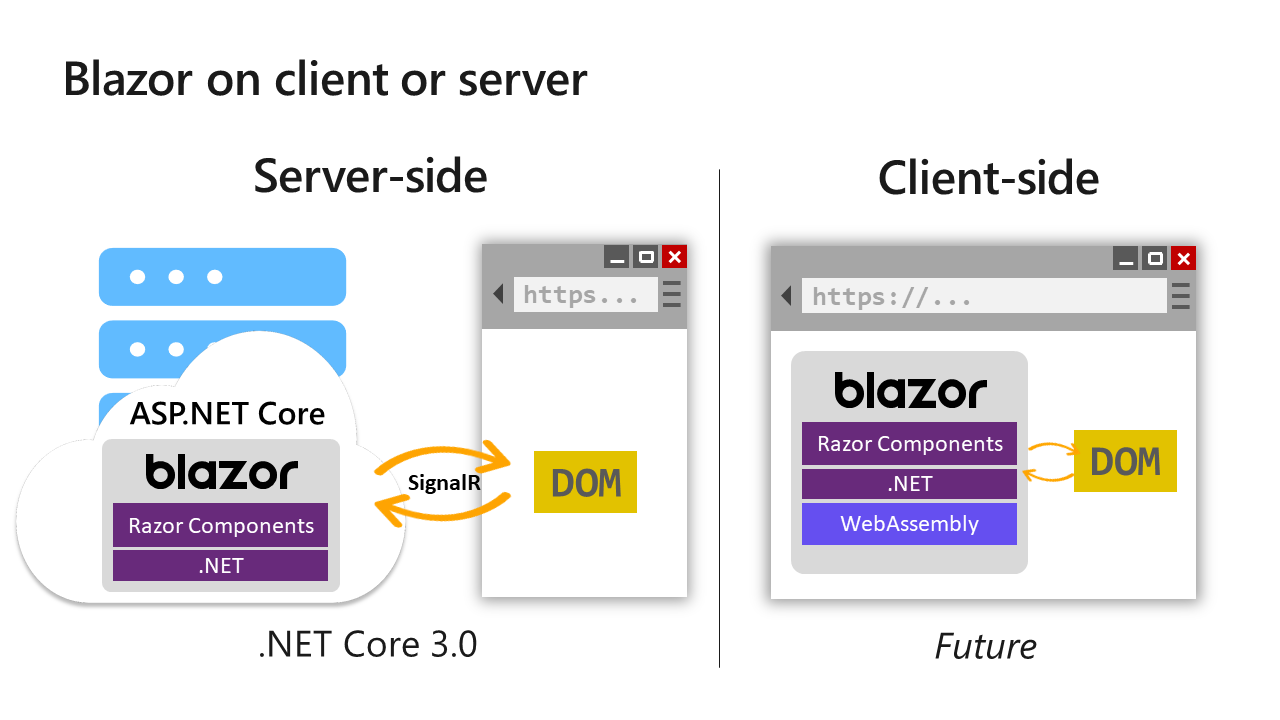 Blazor on client or server
Server-side
https...
ASP.NET Core
blazor
Razor Components
.NET
SignalR
DOM
.NET Core 3.0
Client-side
https://...
blazor
Razor Components
.NET
WebAssembly
DOM
Future